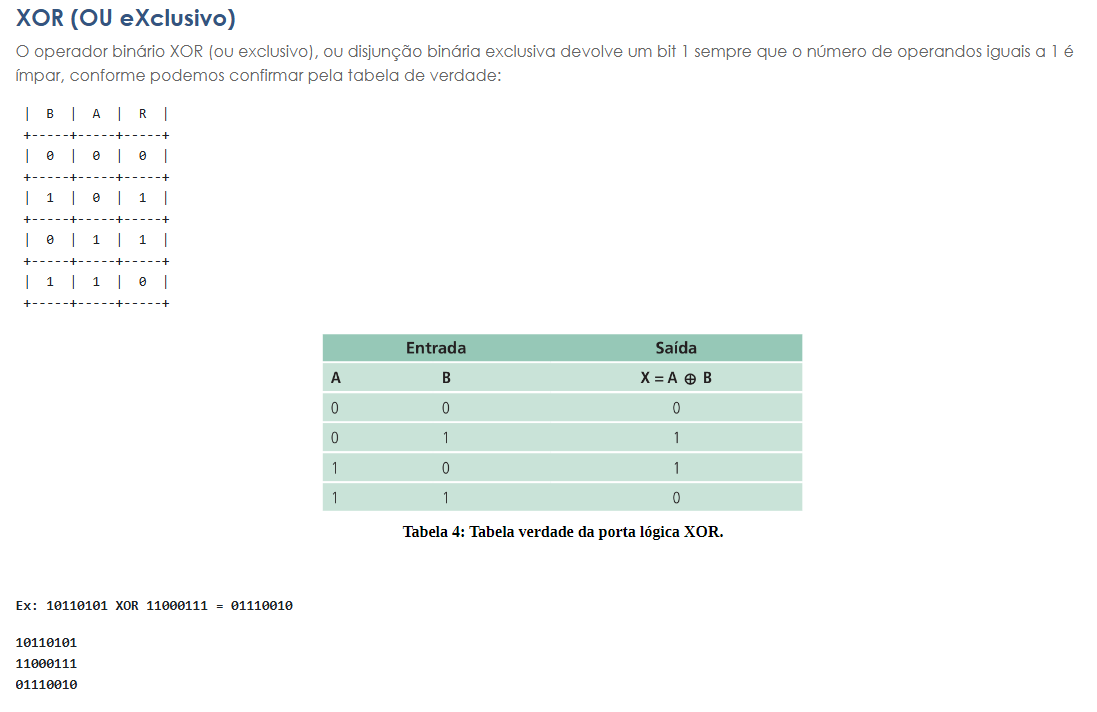 XOR (OU eXclusivo)
O operador binário XOR (ou exclusivo), ou disjunção binária exclusiva devolve um bit 1 sempre que o número de operandos iguais a 1 é
ímpar, conforme podemos confirmar pela tabela de verdade:
| B | A | R |
+-----+-----+-----+
| 0 | 0 | 0 |
+-----+-----+-----+
| 1 | 0 | 1 |
+-----+-----+-----+
| 0 | 1 | 1 |
+-----+-----+-----+
| 1 | 1 | 0 |
+-----+-----+-----+
Entrada Saída
A B X = A ⊕ B
0 0 0
0 1 1
1 0 1
1 1 0
Tabela 4: Tabela verdade da porta lógica XOR.
Ex: 10110101 XOR 11000111 = 01110010
10110101
11000111
01110010